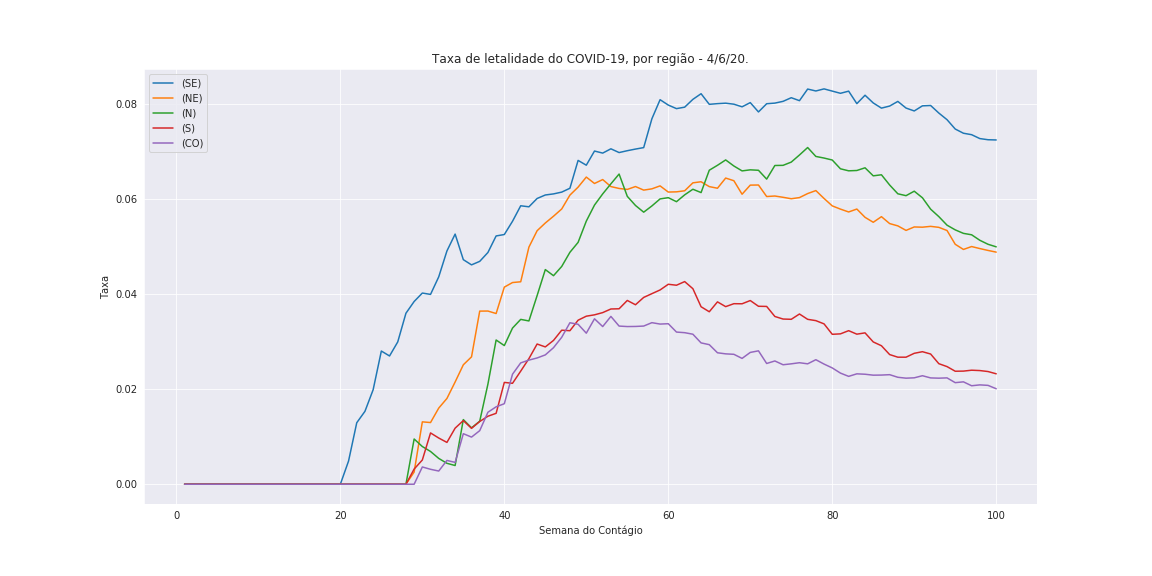 Taxa de letalidade do COVID-19, por região - 4/6/20.
(SE)
(NE)
(N)
(S)
(CO)
0.08
0.06
0.04
0.02
0.00
Taxa
0 20 40 60 80 100
Semana do Contágio